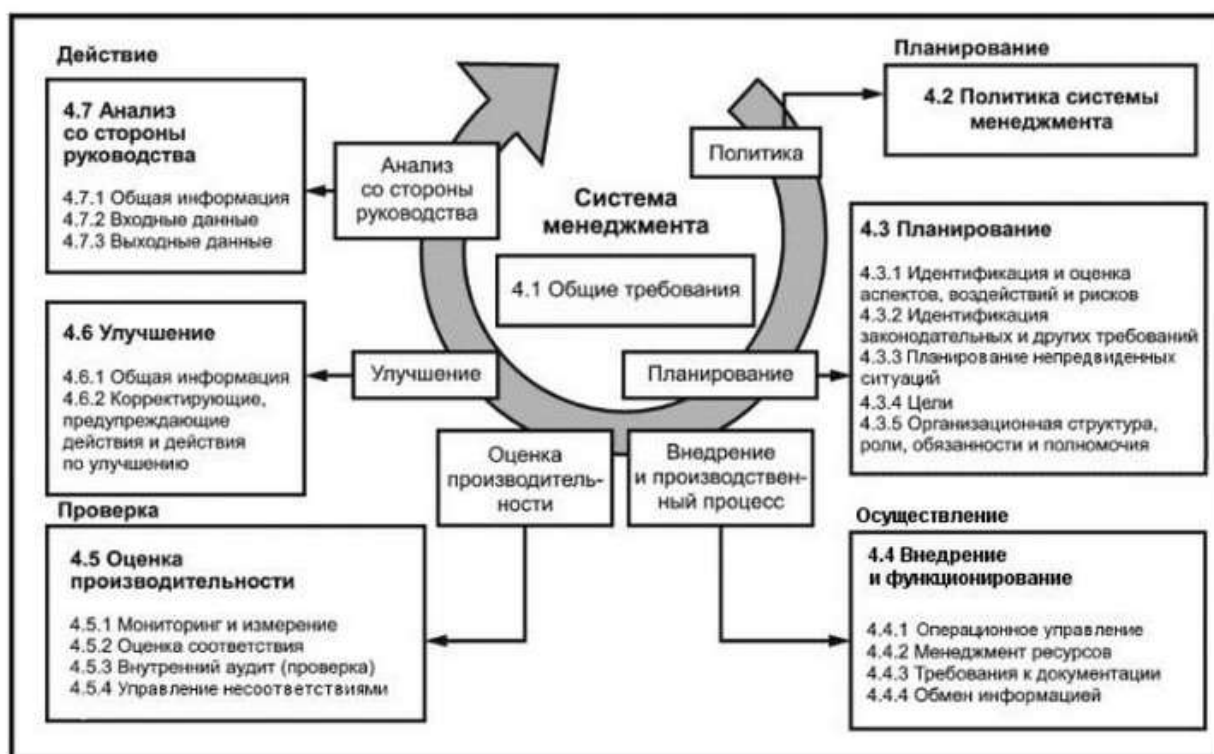 Действие
4.7 Анализ
со стороны
руководства
4.7.1 Общая информация
4.7.2 Входные данные
4.7.3 Выходные данные
4.6 Улучшение
4.6.1 Общая информация
4.6.2 Корректирующие,
предупреждающие
действия и действия
по улучшению
Проверка
4.5 Оценка
производительности
4.5.1 Мониторинг и измерение
4.5.2 Оценка соответствия
4.5.3 Внутренний аудит (проверка)
4.5.4 Управление несоответствиями
Анализ
со стороны
руководства
Улучшение
Оценка
производитель-
ности
Система
менеджмента
4.1 Общие требования
Политика
Планирование
Внедрение
и производствен-
ный процесс
Планирование
4.2 Политика системы
менеджмента
4.3 Планирование
4.3.1 Идентификация и оценка
аспектов, воздействий и рисков
4.3.2 Идентификация
законодательных и других требований
4.3.3 Планирование непредвиденных
ситуаций
4.3.4 Цели
4.3.5 Организационная структура,
роли, обязанности и полномочия
Осуществление
4.4 Внедрение
и функционирование
4.4.1 Операционное управление
4.4.2 Менеджмент ресурсов
4.4.3 Требования к документации
4.4.4 Обмен информацией